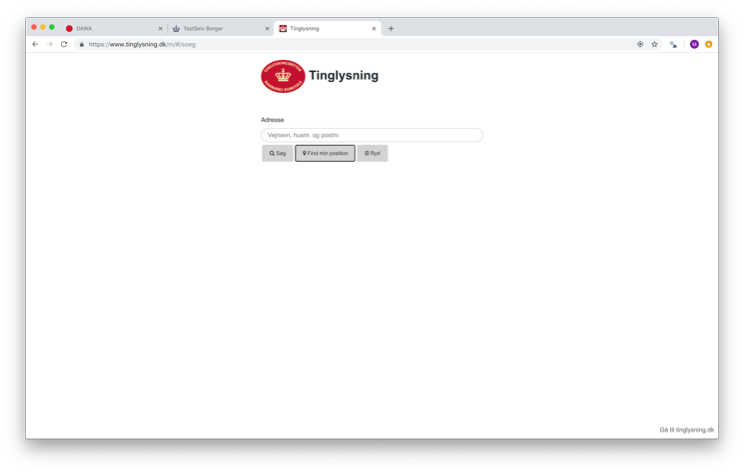 DAWA
TastSelv Borger
Tinglysning
https://www.tinglysning.dk/m/#/soeg
M
Tinglysning
Adresse
Vejnavn, husnr. og postnr.
Søg
Find min position
Ryd
Gå til tinglysning.dk